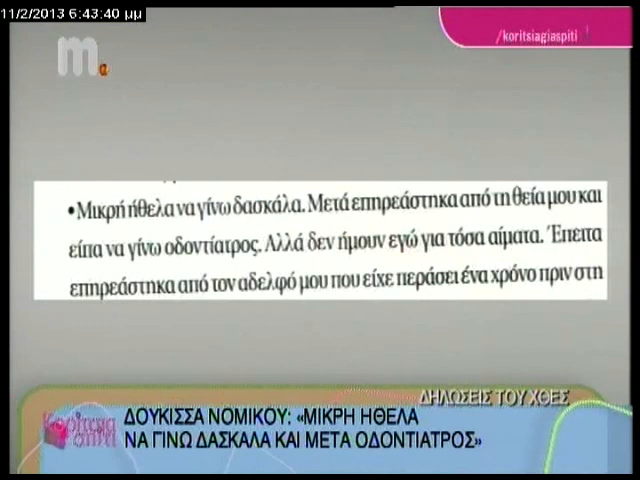 11/2/2013 6:43:40 μμ
/koritsiagiaspiti
Mα
•Μικρή ήθελα να γίνω δασκάλα. Μετά επηρεάστηκα από τη θεία μου και
είπα να γίνω οδοντίατρος. Αλλά δεν ήμουν εγώ για τόσα αίματα. Έπειτα
επηρεάστηκα από τον αδελφό μου που είχε περάσει ένα χρόνο πριν στη
ΔΗΛΩΣΕΙΣ ΤΟΥ ΧΘΕΣ
Κορίτσια
σπίτι
ΔΟΥΚΙΣΣΑ ΝΟΜΙΚΟΥ: «ΜΙΚΡΗ ΗΘΕΛΑ
ΝΑ ΓΙΝΩ ΔΑΣΚΑΛΑ ΚΑΙ ΜΕΤΑ ΟΔΟΝΤΙΑΤΡΟΣ»